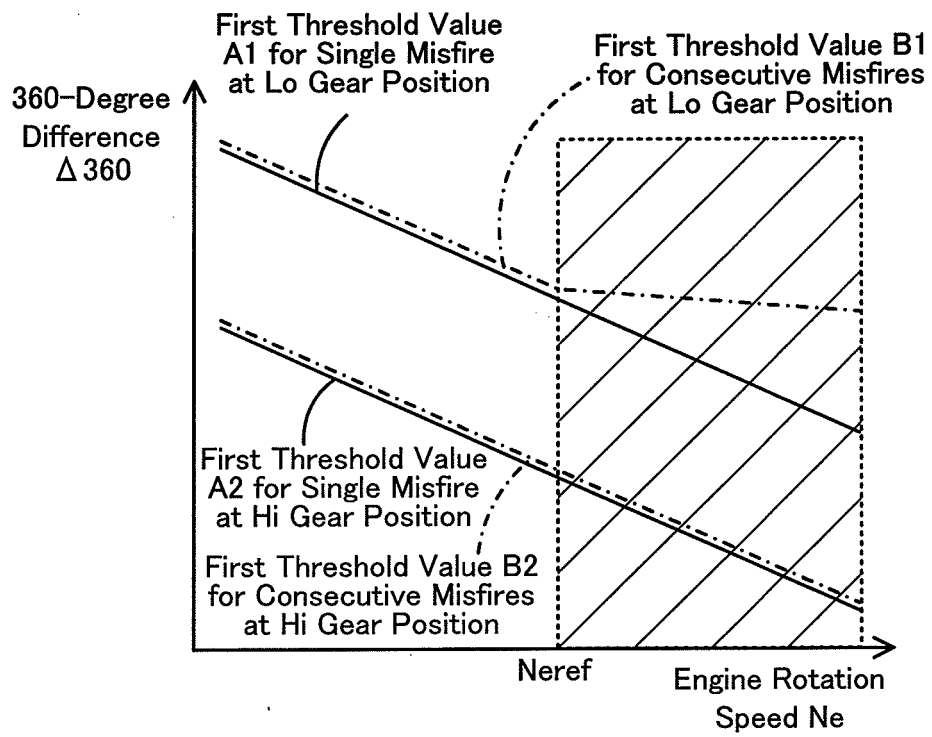 First Threshold Value
A1 for Single Misfire
at Lo Gear Position
First Threshold Value B1
for Consecutive Misfires
at Lo Gear Position
360-Degree
Difference
Δ360
First Threshold Value
A2 for Single Misfire
at Hi Gear Position
First Threshold Value B2
for Consecutive Misfires
at Hi Gear Position
Neref
Engine Rotation
Speed Ne